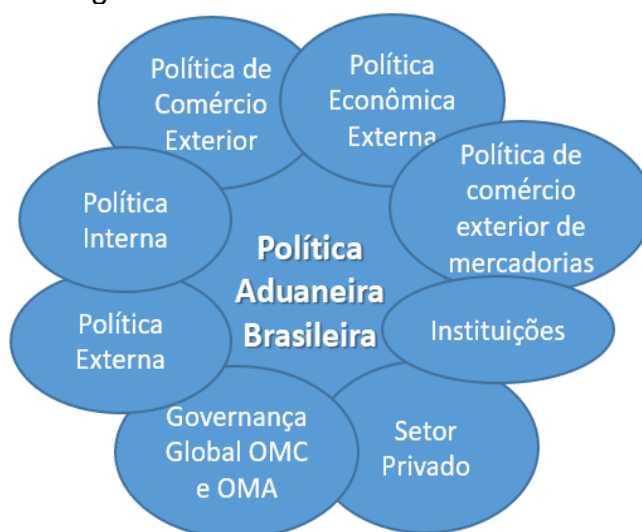 Política de
Comércio
Exterior
Política
Econômica
Externa
Política de
comércio
exterior de
mercadorias
Política
Interna
Política
Aduaneira
Brasileira
Política
Externa
Instituições
Governança
Global OMC
e OMA
Setor
Privado